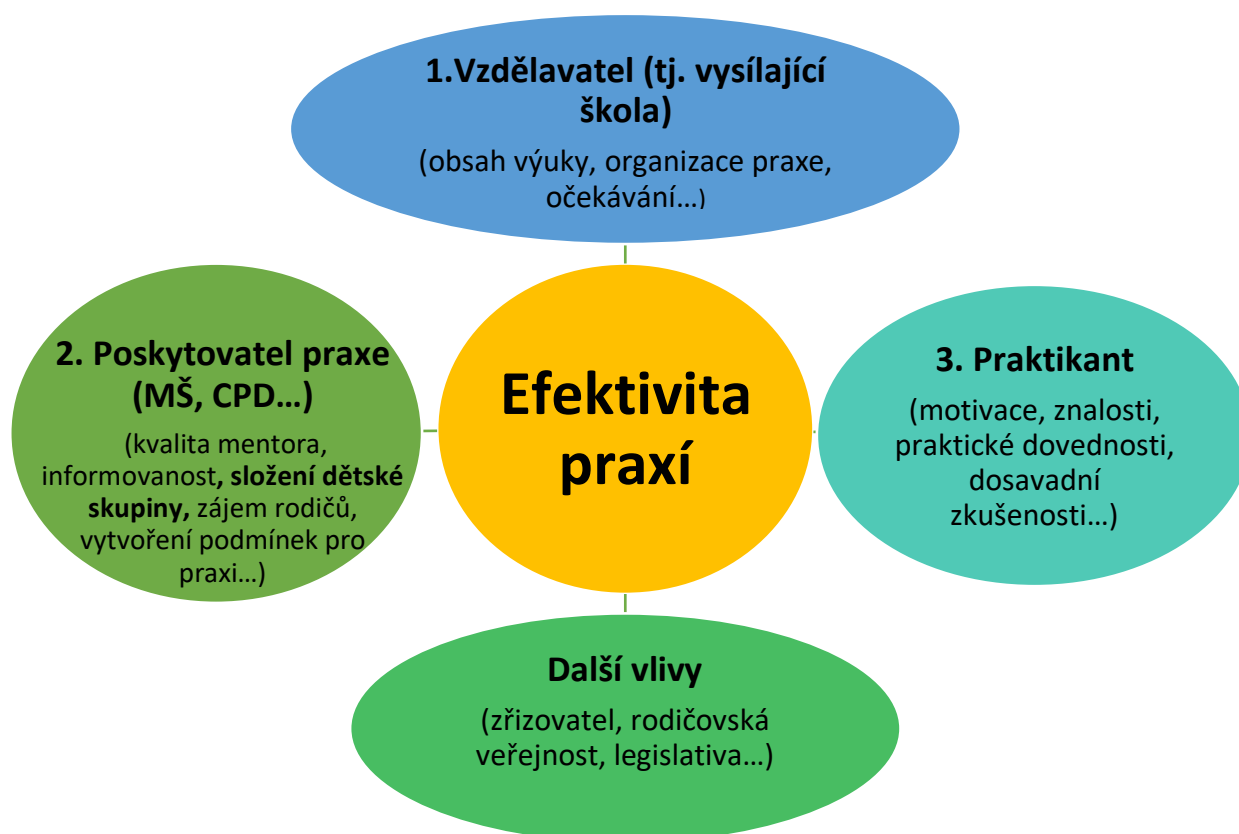 1.Vzdělavatel (tj. vysílající
škola)
(obsah výuky, organizace praxe,
očekávání…)
2. Poskytovatel praxe
(MŠ, CPD…)
(kvalita mentora,
informovanost, složení dětské
skupiny, zájem rodičů,
vytvoření podmínek pro
praxi…)
Efektivita
praxí
3. Praktikant
(motivace, znalosti,
praktické dovednosti,
dosavadní
zkušenosti…)
Další vlivy
(zřizovatel, rodičovská
veřejnost, legislativa…)